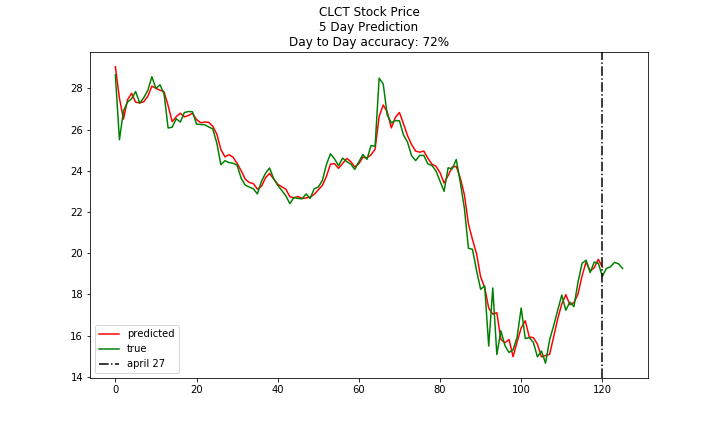 CLCT Stock Price
5 Day Prediction
Day to Day accuracy: 72%
28
26
24
22
20
18
16
14
0
20
40
60
80
100
120
predicted
true
april 27